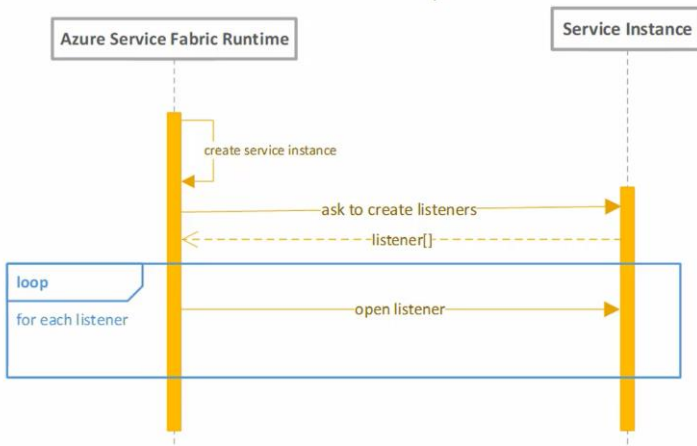 Azure Service Fabric Runtime
Service Instance
create service instance
ask to create listeners
listener[]
loop
for each listener
open listener